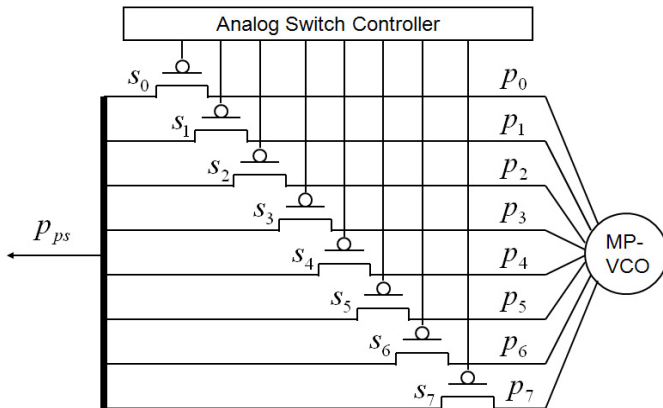 Analog Switch Controller
s₀ p₀
s₁ p₁
s₂ p₂
s₃ p₃
p_ps MP-
s₄ p₄ VCO
s₅ p₅
s₆ p₆
s₇ p₇